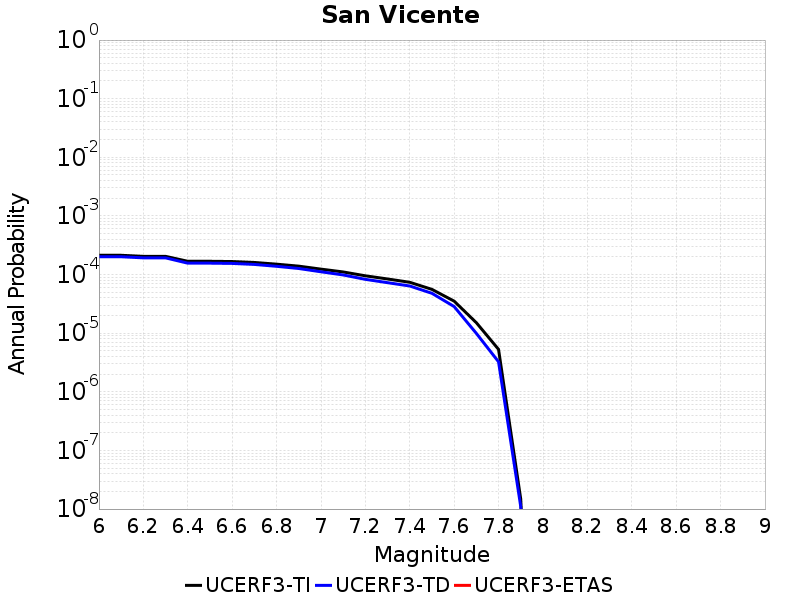 San Vicente
10^0
10^-1
10^-2
10^-3
10^-4
10^-5
10^-6
10^-7
10^-8
Annual Probability
6 6.2 6.4 6.6 6.8 7 7.2 7.4 7.6 7.8 8 8.2 8.4 8.6 8.8 9
Magnitude
UCERF3-TI UCERF3-TD UCERF3-ETAS